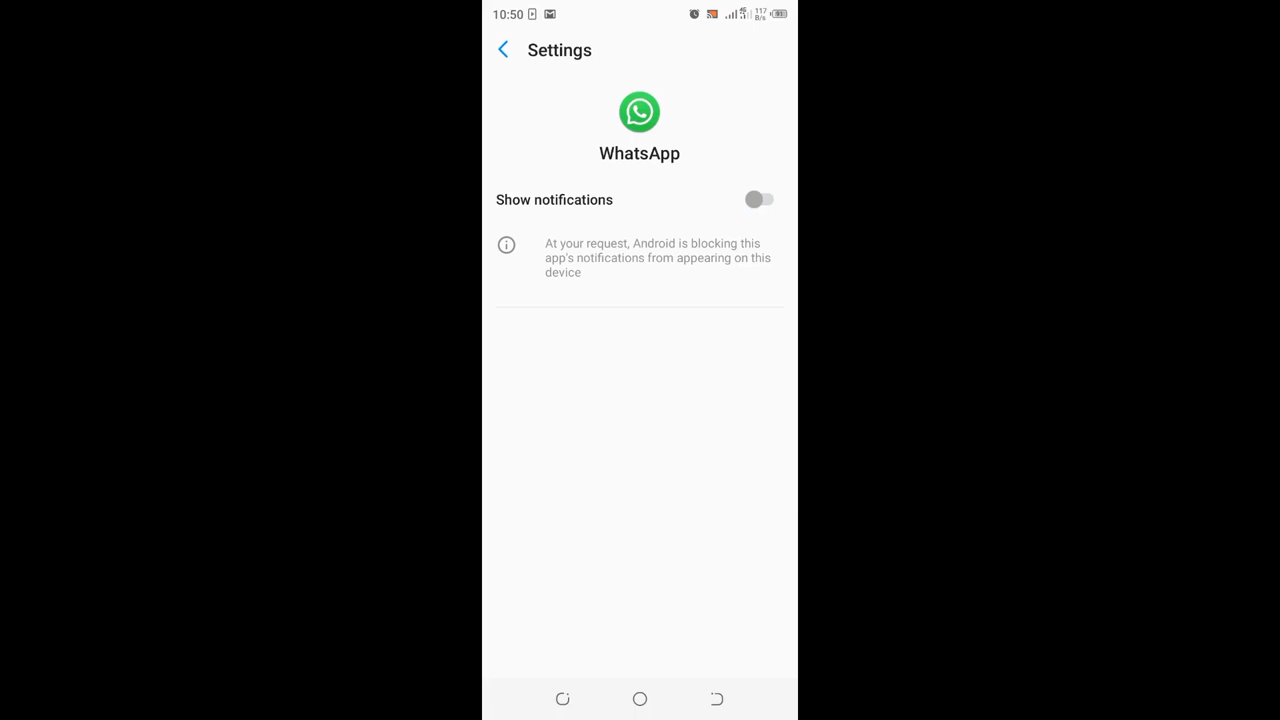 10:50
117
B/s
Settings
WhatsApp
Show notifications
At your request, Android is blocking this
app's notifications from appearing on this
device